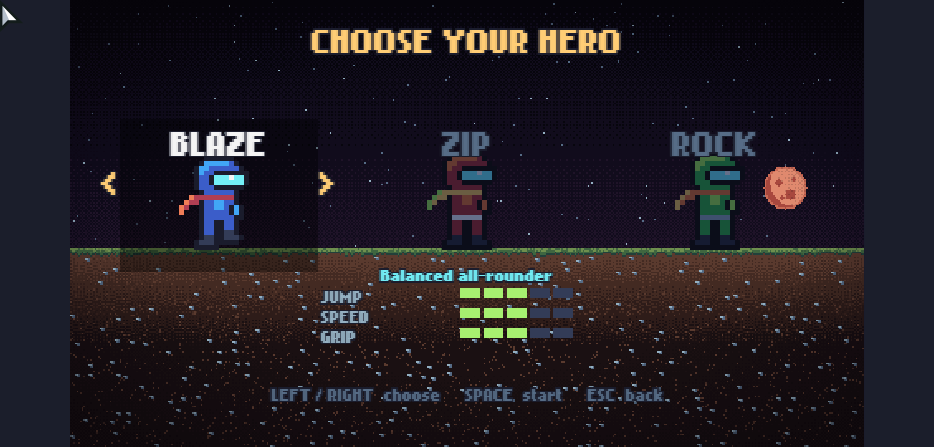 CHOOSE YOUR HERO
BLAZE ZIP ROCK
Balanced all-rounder
JUMP
SPEED
GRIP
LEFT / RIGHT choose SPACE start ESC back